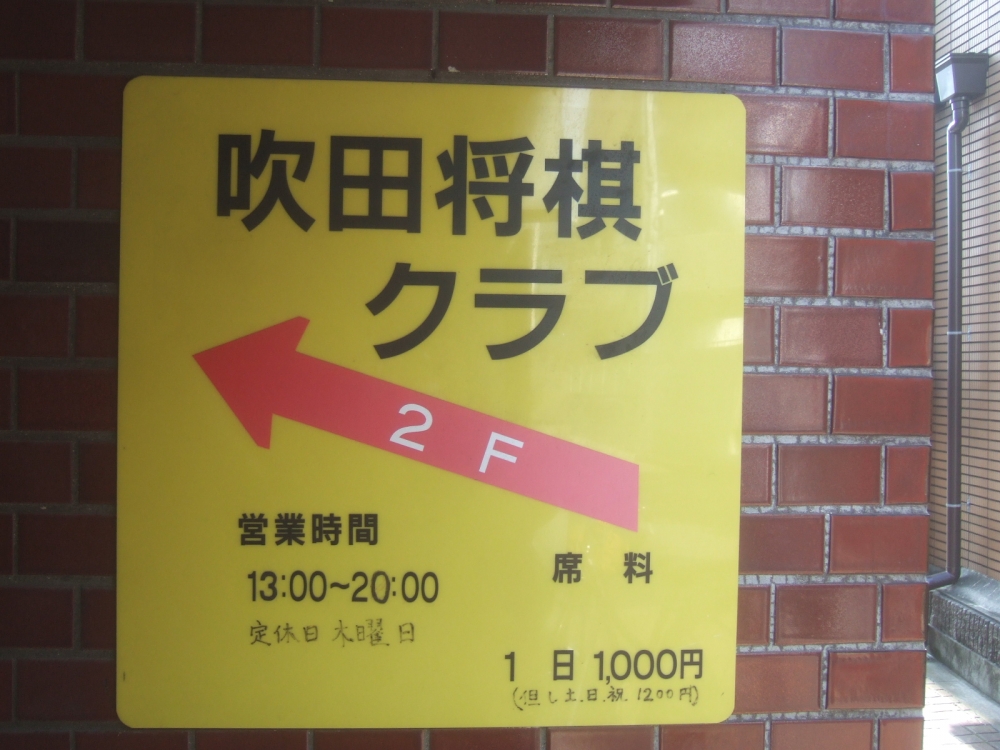 吹田将棋
クラブ
2F
営業時間
13:00~20:00
定休日 木曜日
席 料
1 日 1,000円
(但し土.日.祝 1200円)